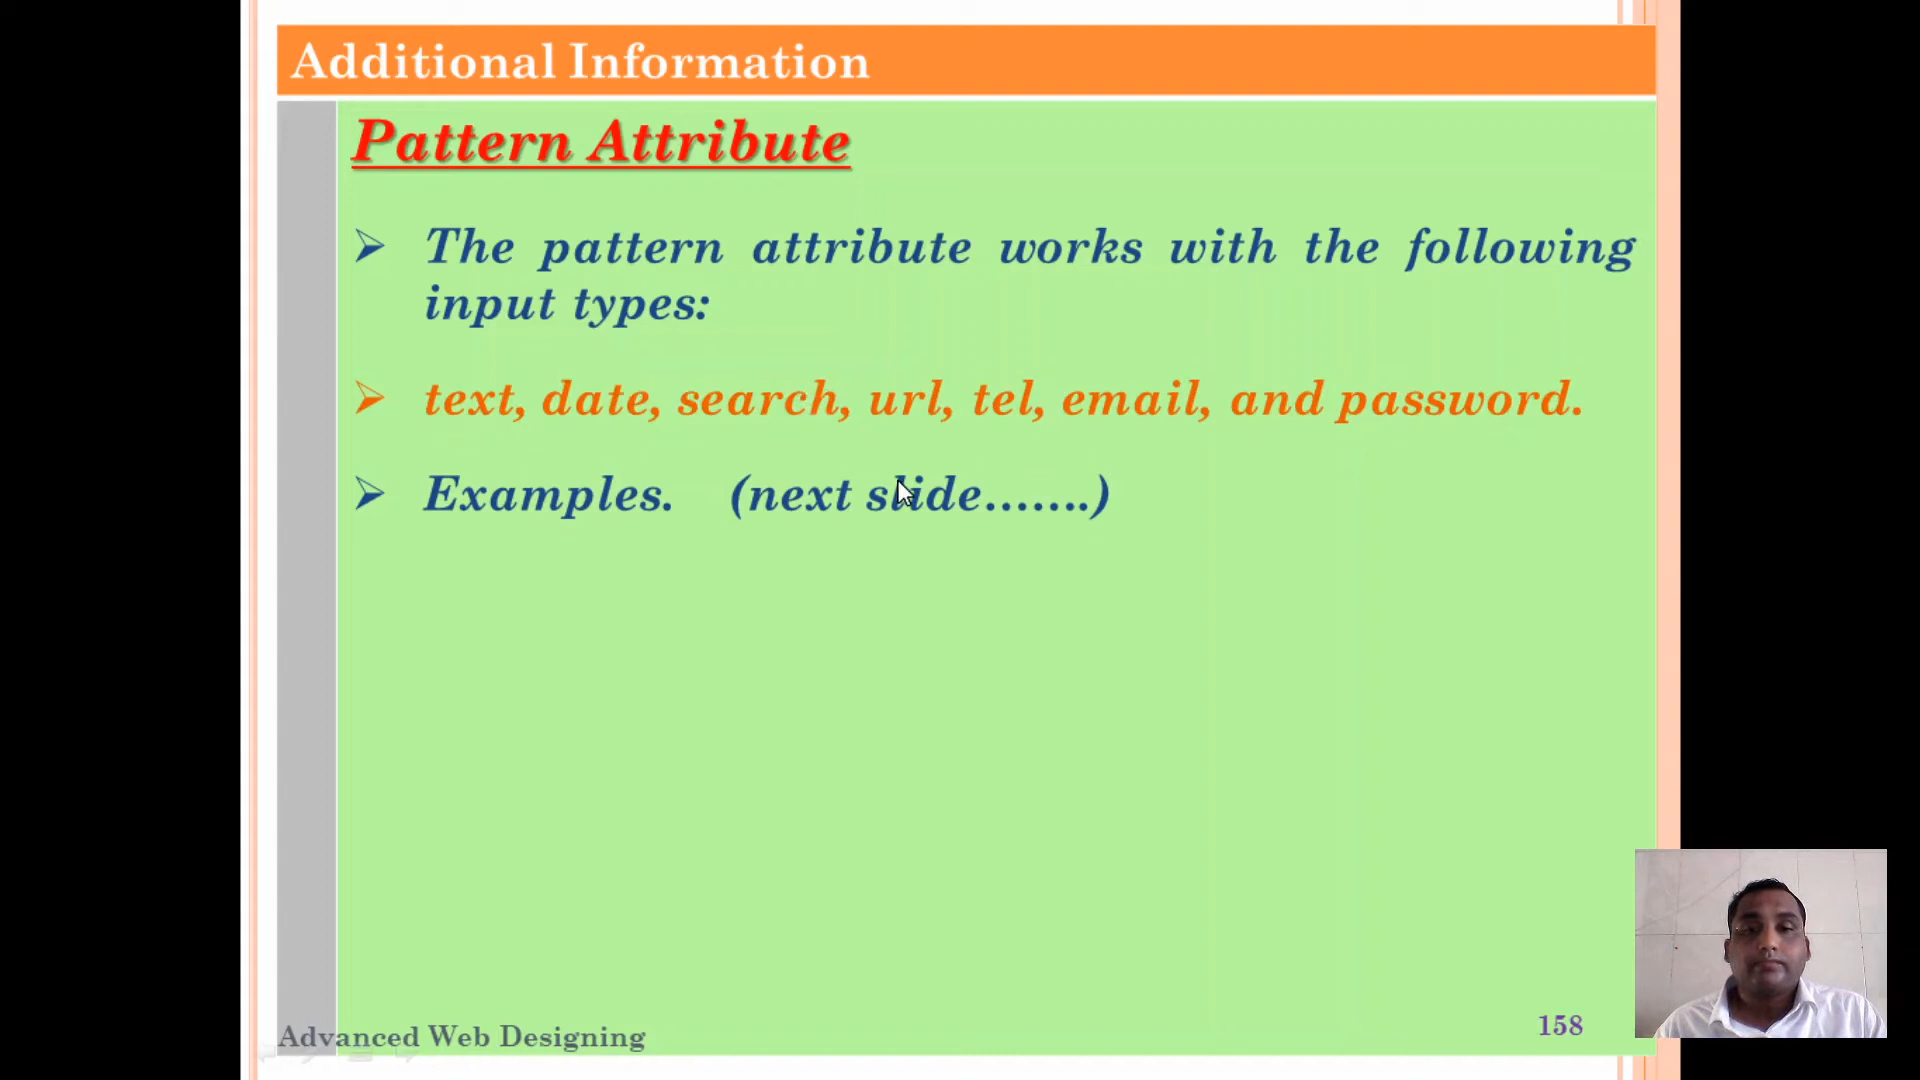 Additional Information
Pattern Attribute
The pattern attribute works with the following
input types:
text, date, search, url, tel, email, and password.
Examples. (next slide.......)
Advanced Web Designing
158